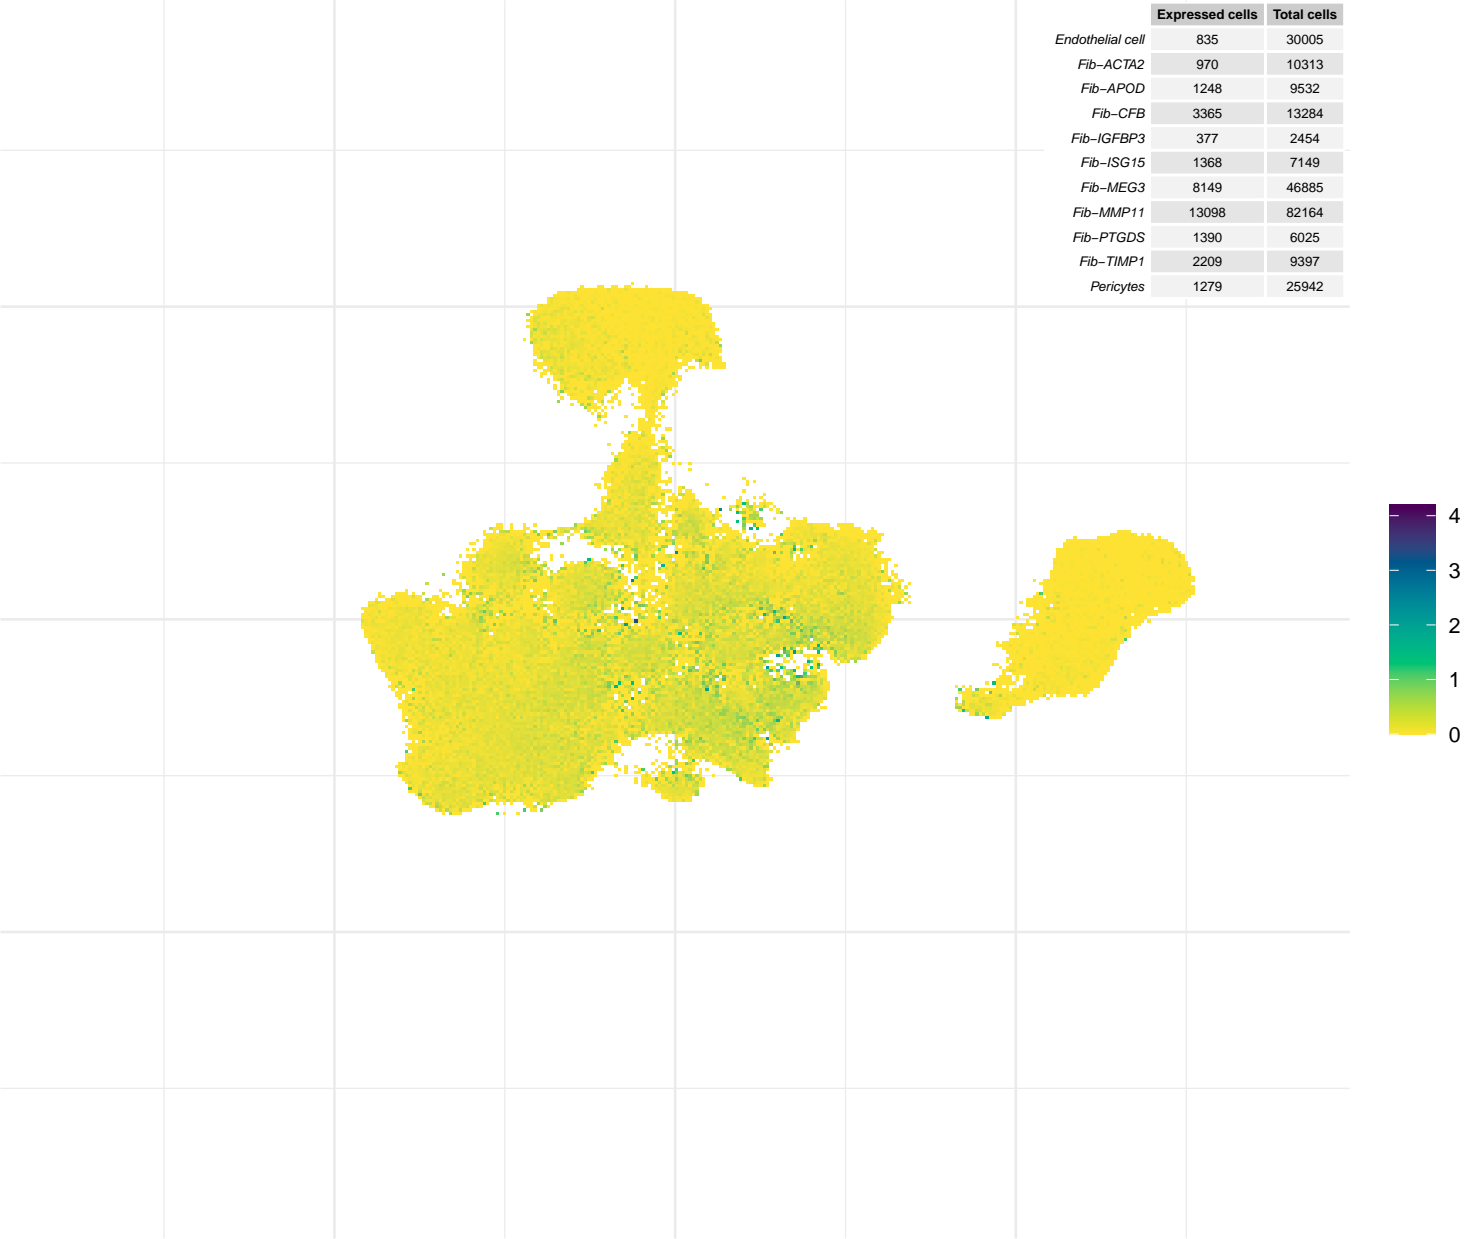 Expressed cells Total cells
Endothelial cell 835 30005
Fib−ACTA2 970 10313
Fib−APOD 1248 9532
Fib−CFB 3365 13284
Fib−IGFBP3 377 2454
Fib−ISG15 1368 7149
Fib−MEG3 8149 46885
Fib−MMP11 13098 82164
Fib−PTGDS 1390 6025
Fib−TIMP1 2209 9397
Pericytes 1279 25942
4
3
2
1
0